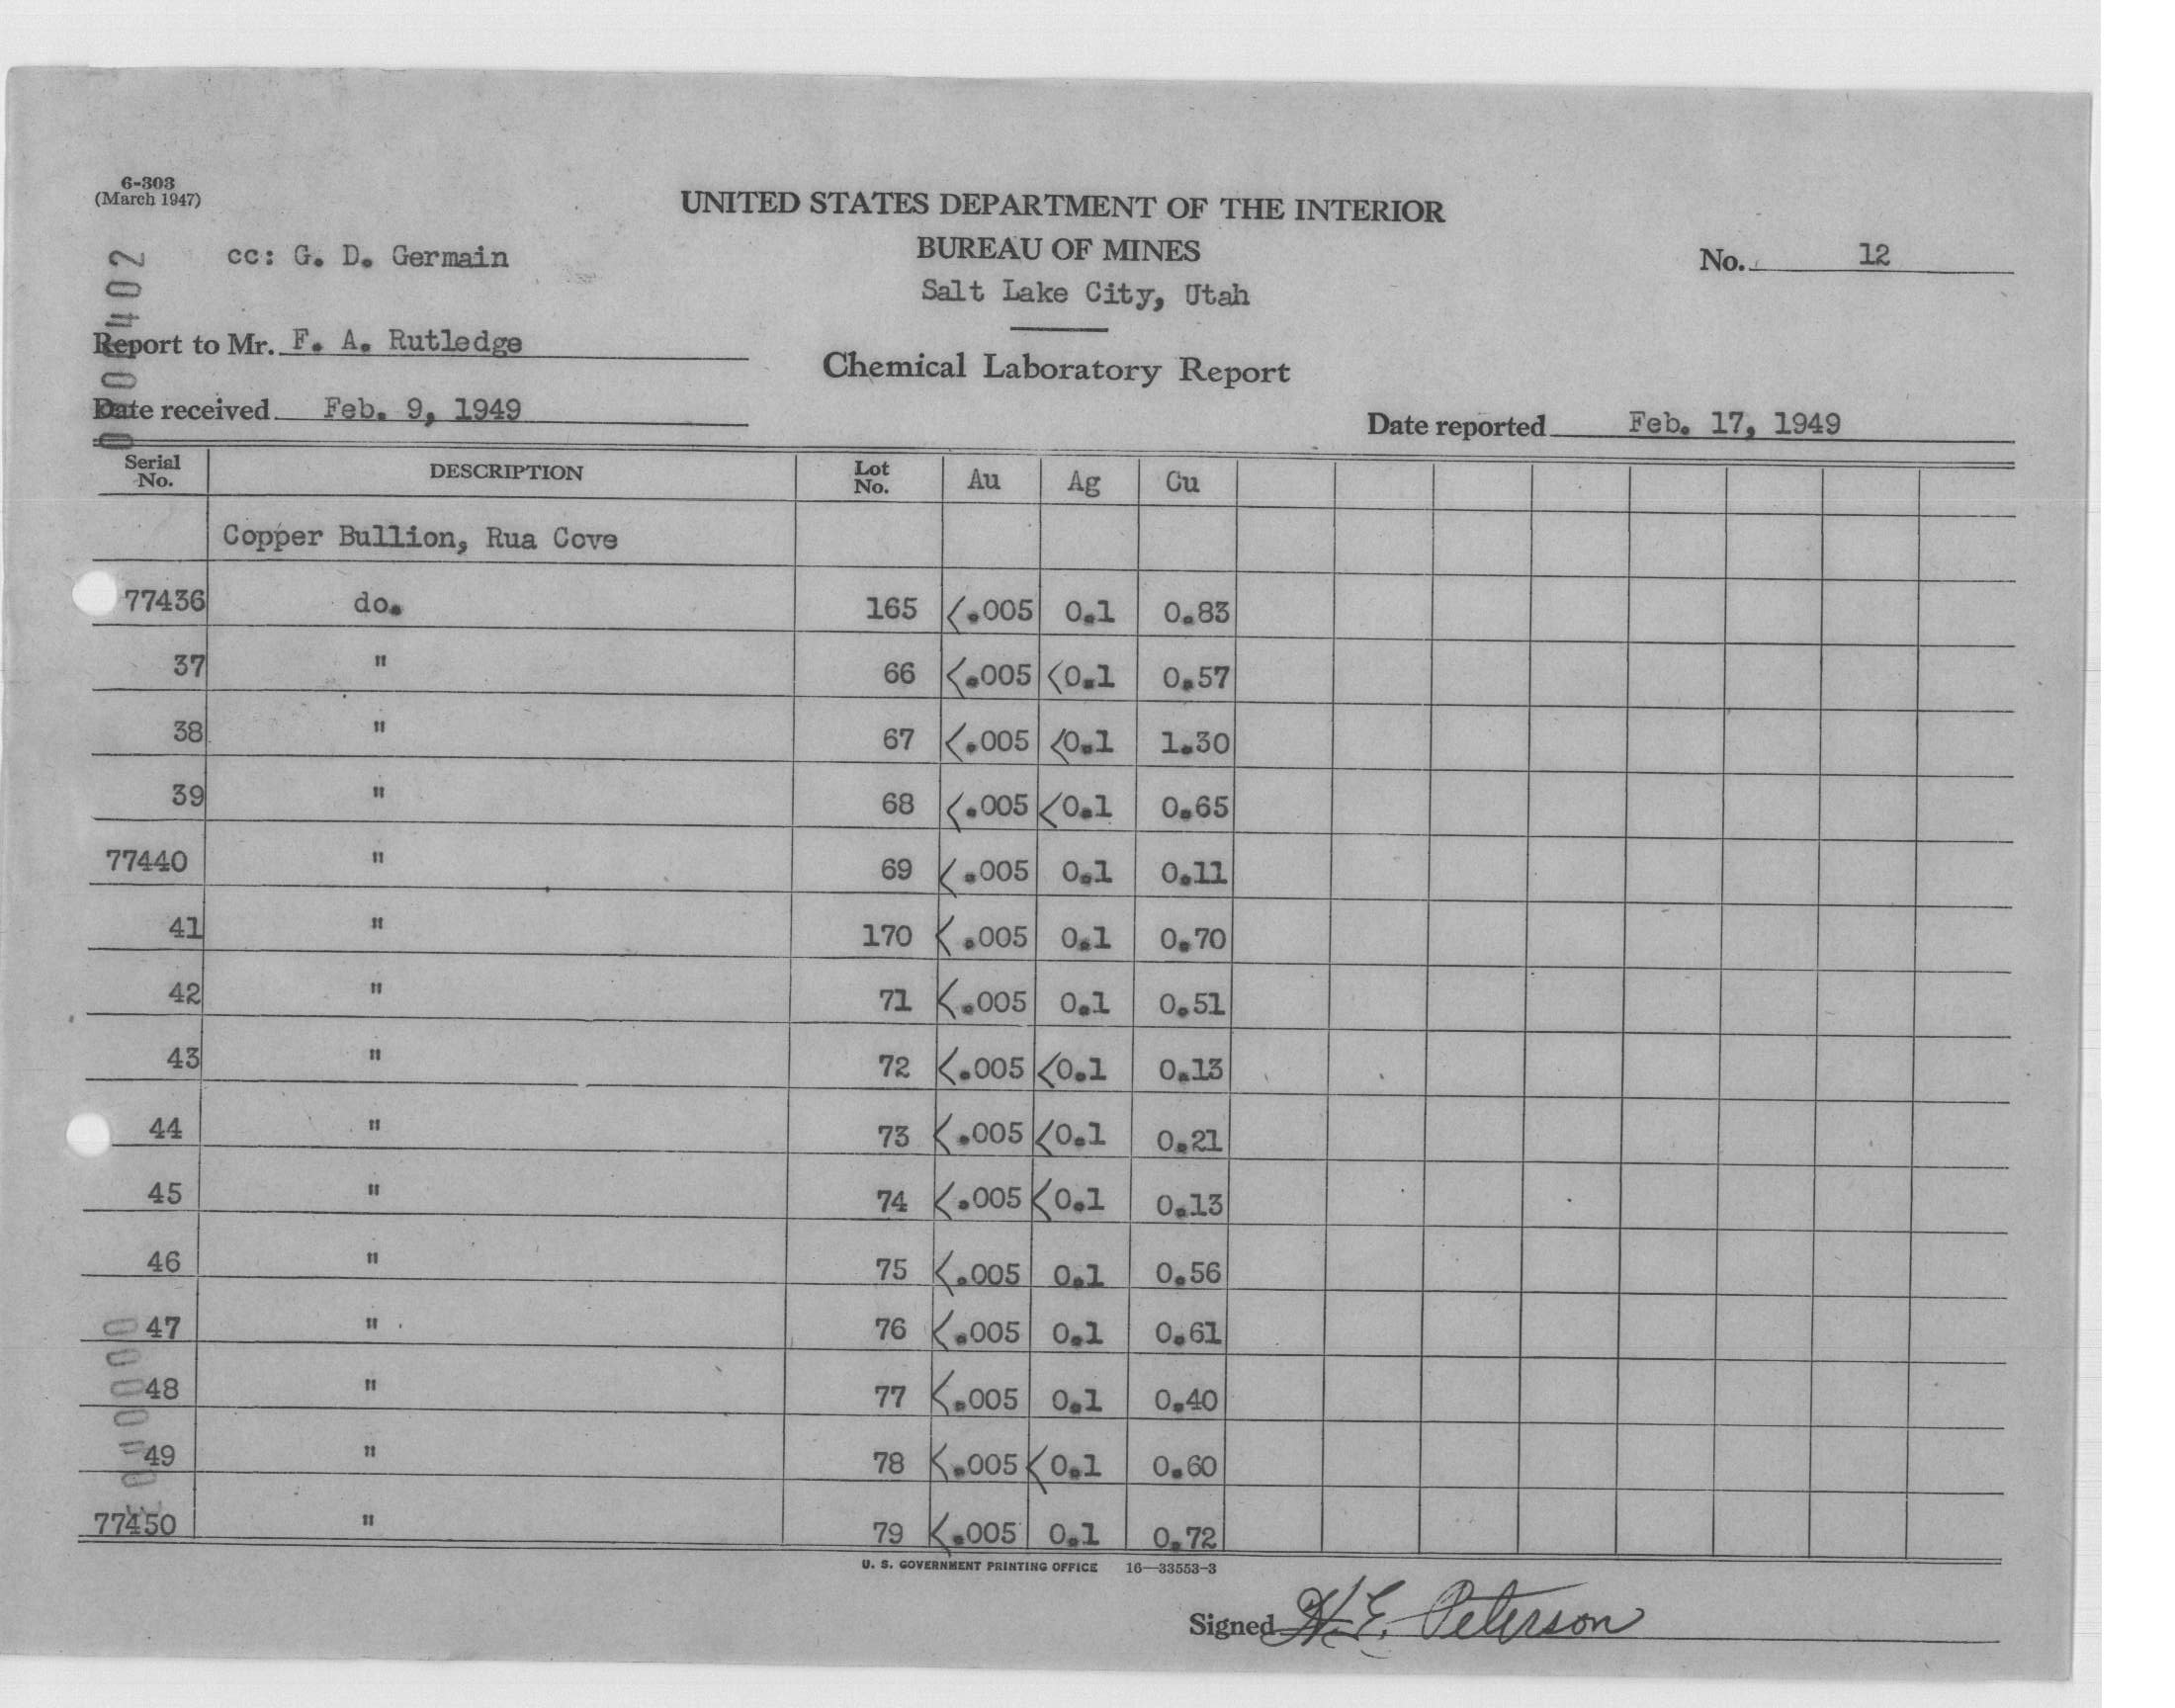 6-303
(March 1947)
UNITED STATES DEPARTMENT OF THE INTERIOR
cc: G. D. Germain
BUREAU OF MINES
No. 12
Salt Lake City, Utah
Report to Mr. F. A. Rutledge
Chemical Laboratory Report
Date received Feb. 9, 1949
Date reported Feb. 17, 1949
Serial No. DESCRIPTION Lot No. Au Ag Cu
Copper Bullion, Rua Cove
77436 do. 165 <.005 0.1 0.83
37 " 66 <.005 <0.1 0.57
38 " 67 <.005 <0.1 1.30
39 " 68 <.005 <0.1 0.65
77440 " 69 <.005 0.1 0.11
41 " 170 <.005 0.1 0.70
42 " 71 <.005 0.1 0.51
43 " 72 <.005 <0.1 0.13
44 " 73 <.005 <0.1 0.21
45 " 74 <.005 <0.1 0.13
46 " 75 <.005 0.1 0.56
47 " 76 <.005 0.1 0.61
48 " 77 <.005 0.1 0.40
49 " 78 <.005 <0.1 0.60
77450 " 79 <.005 0.1 0.72
U. S. GOVERNMENT PRINTING OFFICE 16—33553-3
Signed H. E. Peterson